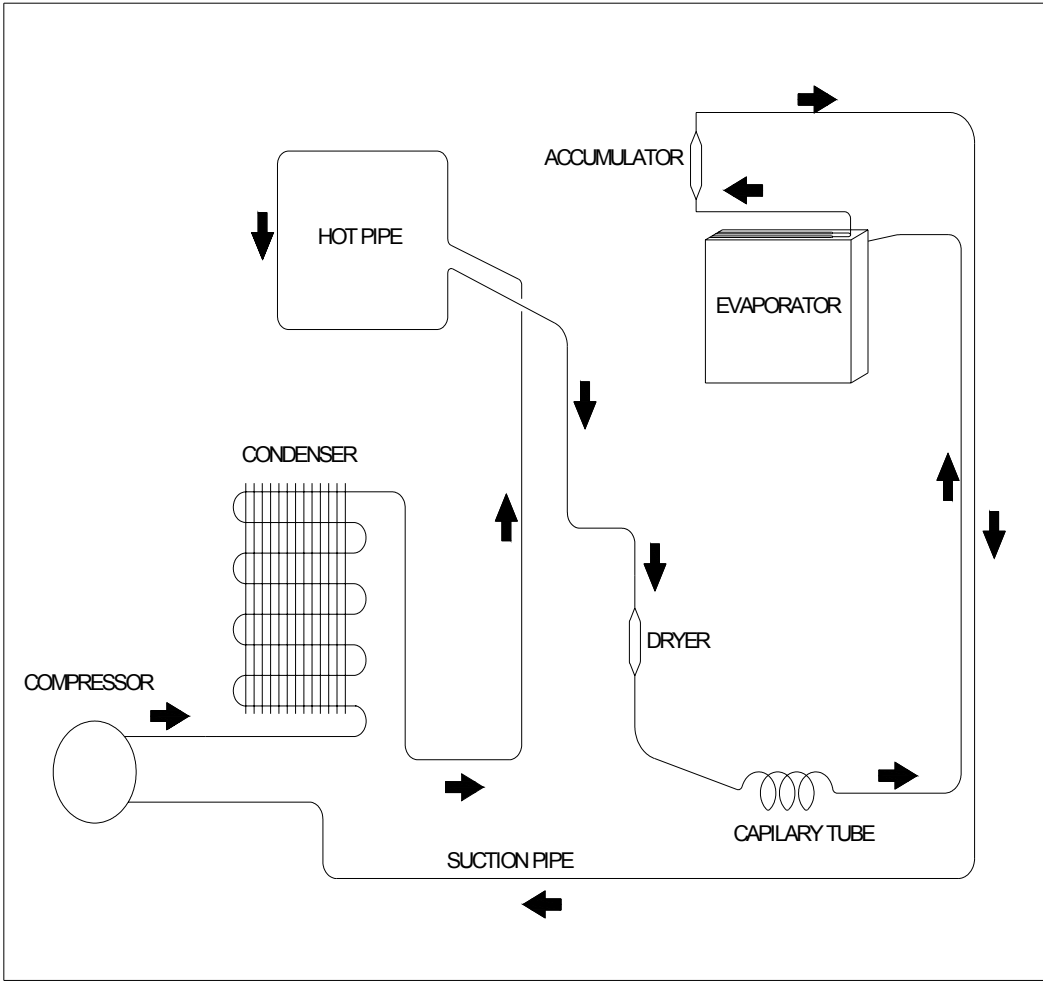 ACCUMULATOR
HOT PIPE
EVAPORATOR
CONDENSER
DRYER
COMPRESSOR
CAPILARY TUBE
SUCTION PIPE